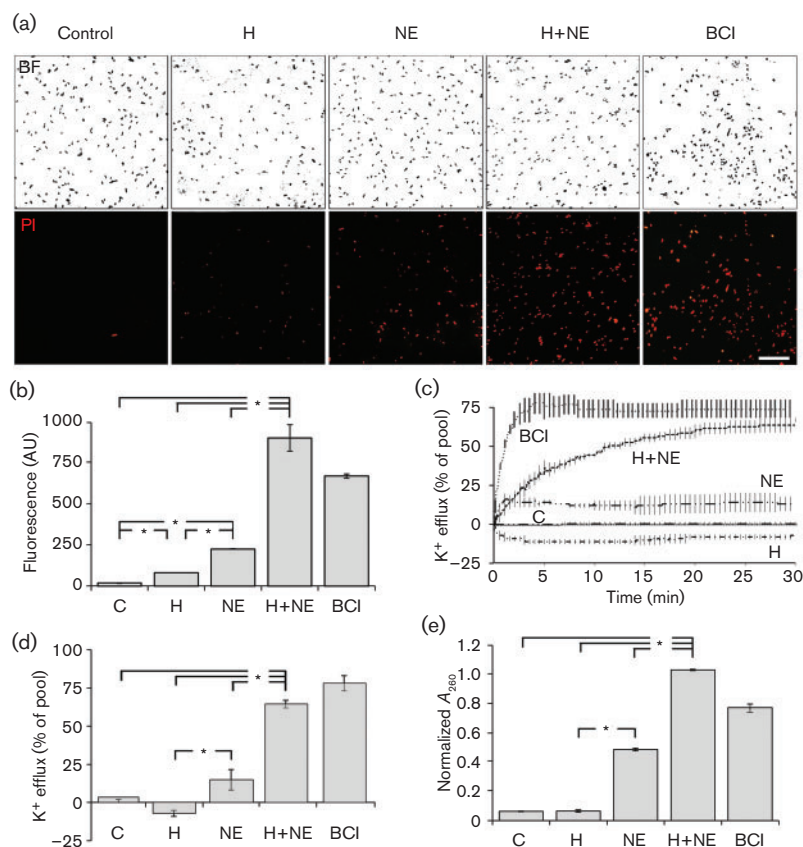 (a)
Control H NE H+NE BCI
BF
PI
(b)
1000
750
500
250
0
Fluorescence (AU)
* * * *
C H NE H+NE BCI
(c)
75
50
25
0
−25
K+ efflux (% of pool)
BCI
H+NE
NE
C
H
0 5 10 15 20 25 30
Time (min)
(d)
100
75
50
25
0
−25
K+ efflux (% of pool)
*
*
C H NE H+NE BCI
(e)
1.2
1.0
0.8
0.6
0.4
0.2
0
Normalized A260
*
*
C H NE H+NE BCI